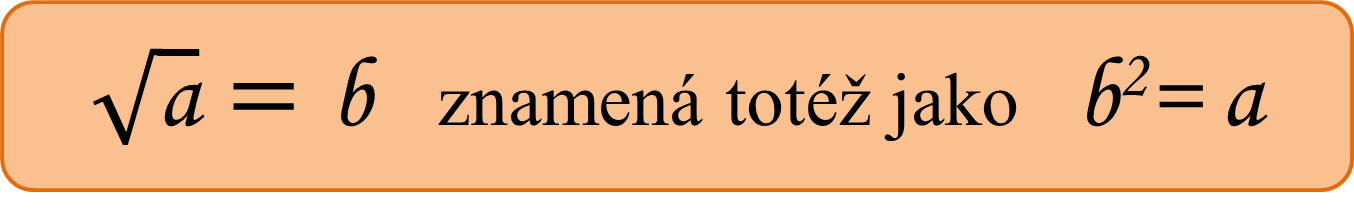 √a = b znamená totéž jako b² = a